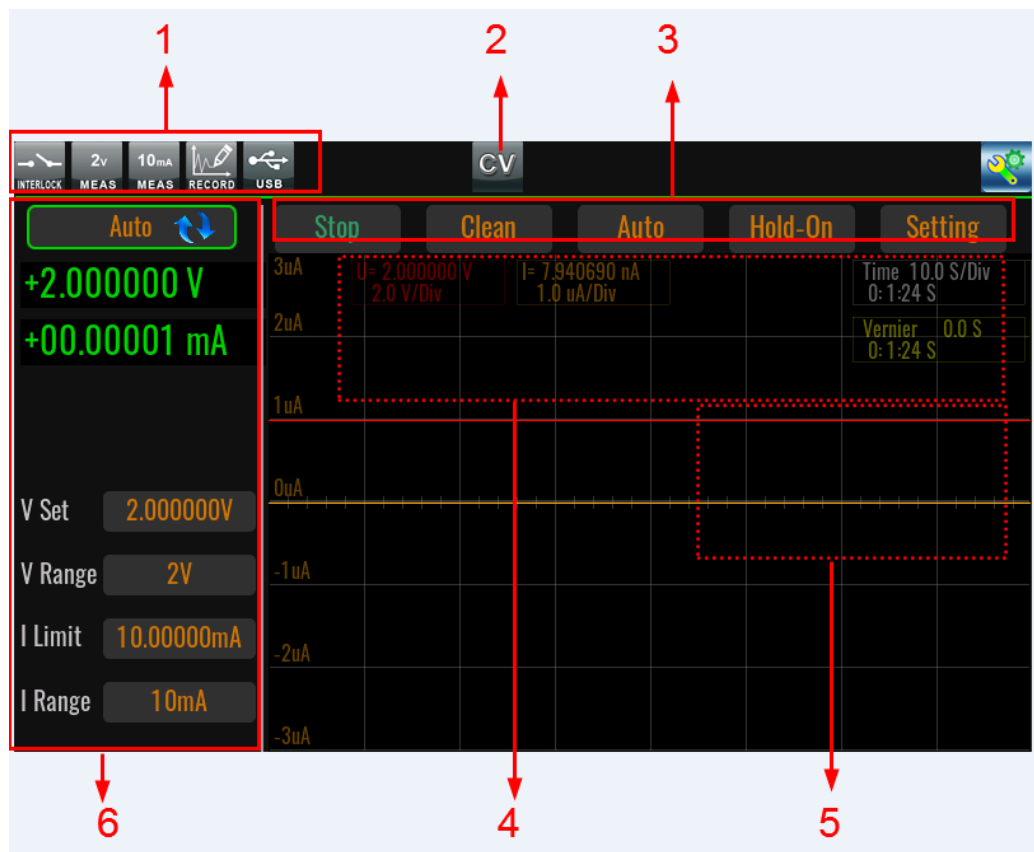 1
2
3
INTERLOCK
2V
MEAS
10mA
MEAS
RECORD
USB
CV
Auto
+2.000000 V
+00.00001 mA
V Set 2.000000V
V Range 2V
I Limit 10.00000mA
I Range 10mA
Stop Clean Auto Hold-On Setting
3uA
2uA
1uA
0uA
-1uA
-2uA
-3uA
U= 2.000000 V
2.0 V/Div
I= 7.940690 nA
1.0 uA/Div
Time 10.0 S/Div
0: 1:24 S
Vernier 0.0 S
0: 1:24 S
6
4
5